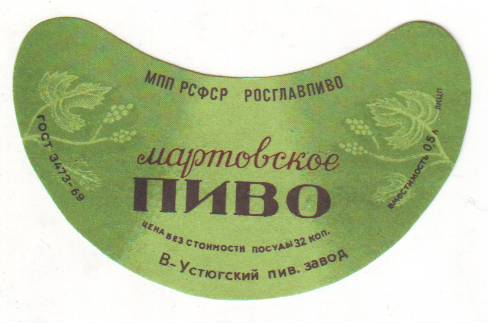 МПП РСФСР РОСГЛАВПИВО
ГОСТ 3473-69
мартовское
ПИВО
ЦЕНА БЕЗ СТОИМОСТИ ПОСУДЫ 32 КОП.
В-Устюгский пив. завод
вместимость 0,5 л
ЛИЦП